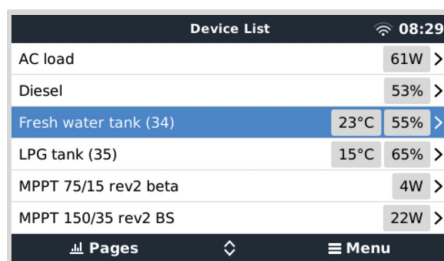 Device List 08:29
AC load 61W
Diesel 53%
Fresh water tank (34) 23°C 55%
LPG tank (35) 15°C 65%
MPPT 75/15 rev2 beta 4W
MPPT 150/35 rev2 BS 22W
Pages Menu